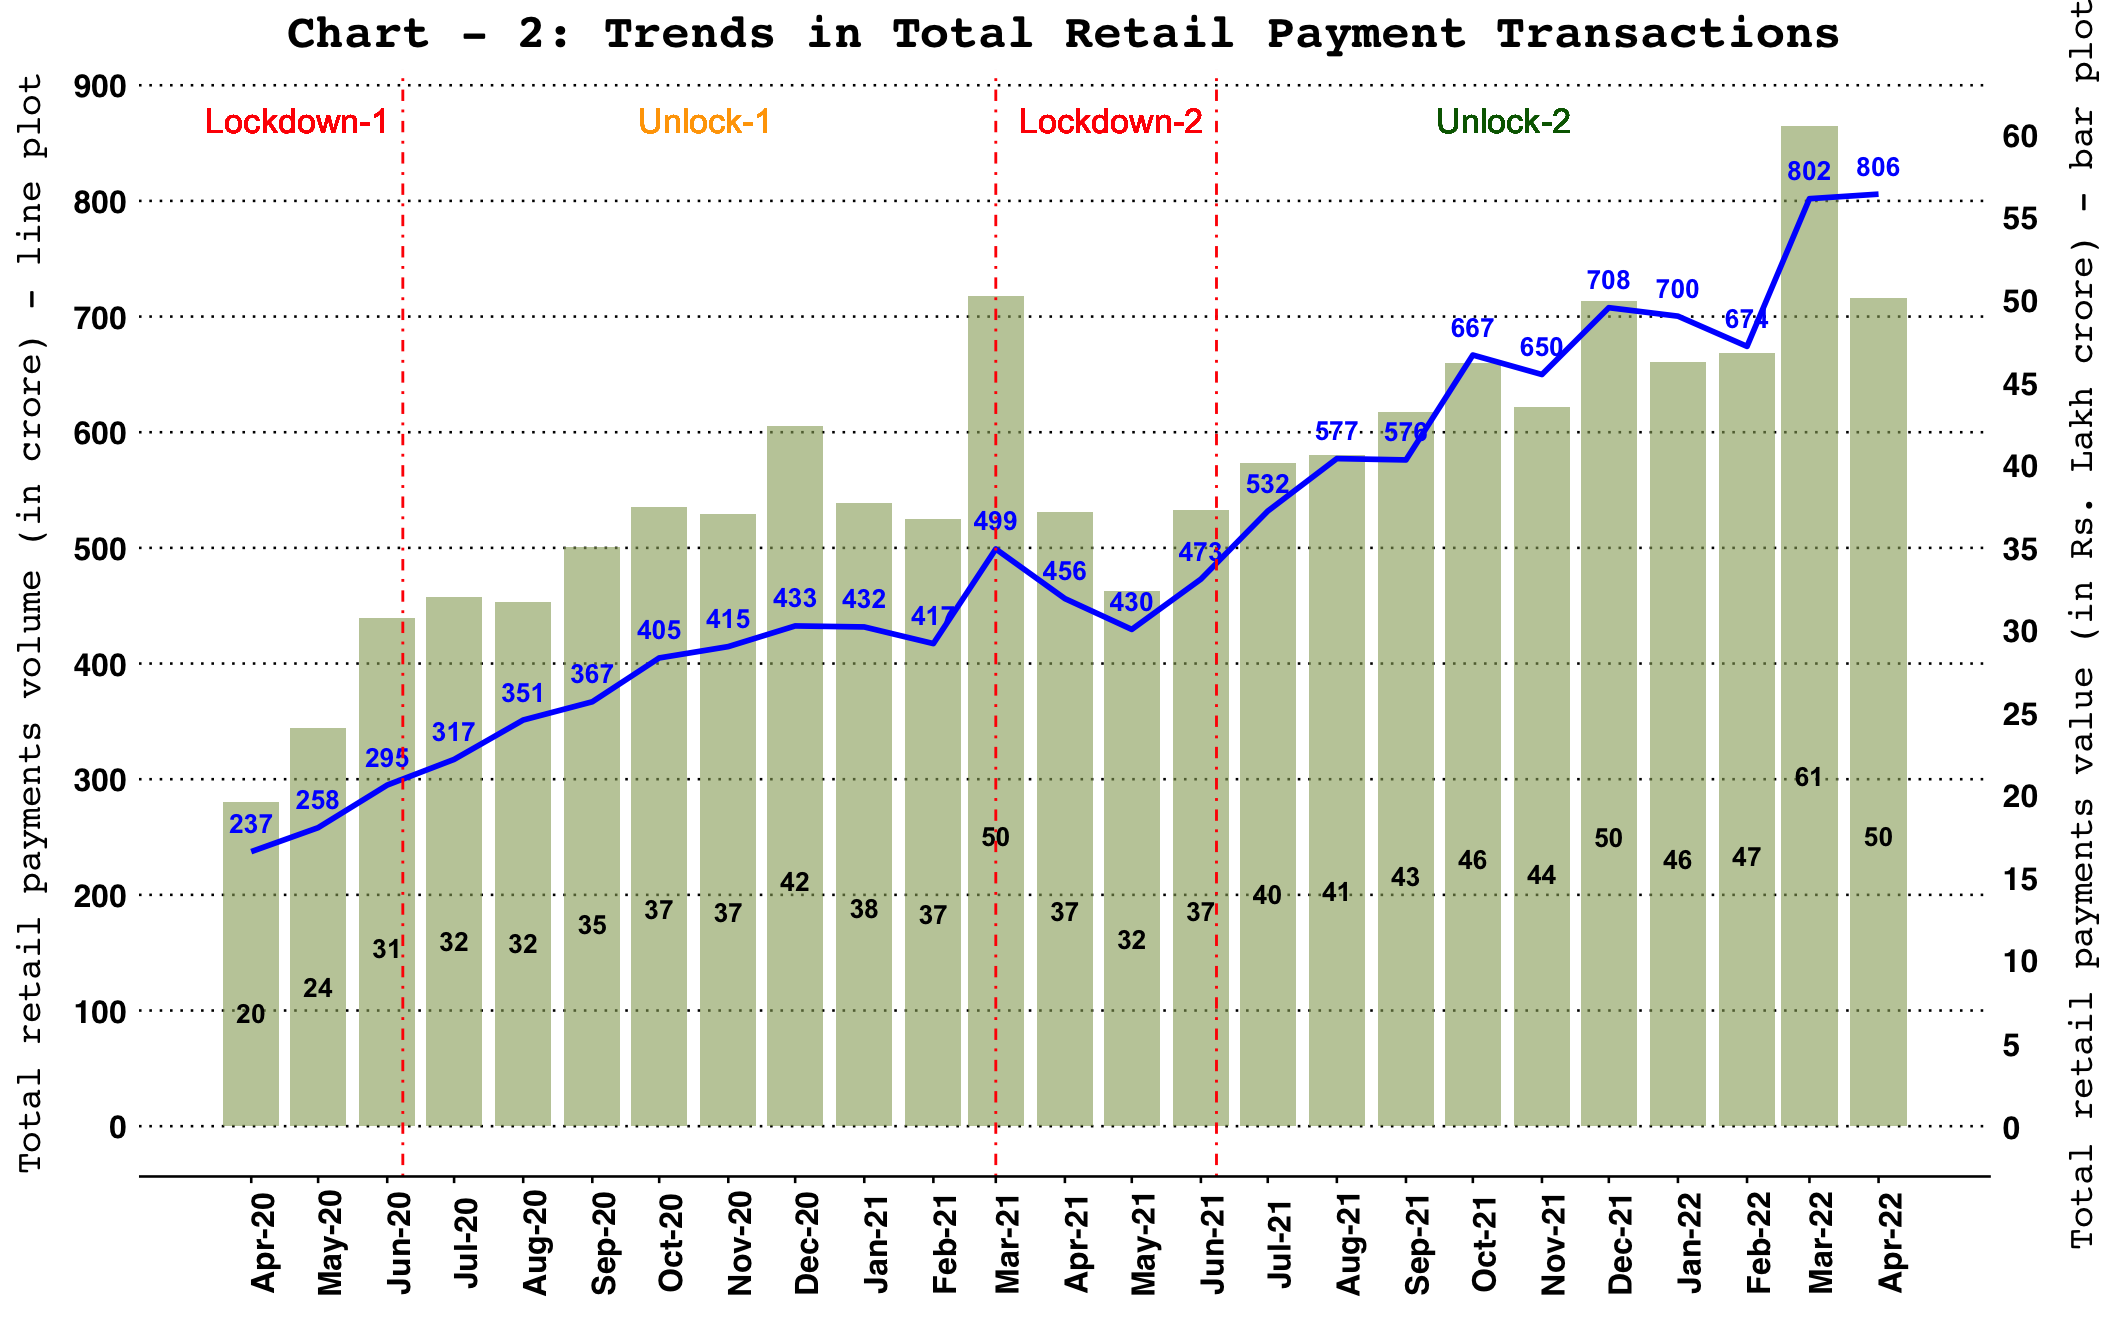 Chart – 2: Trends in Total Retail Payment Transactions
Total retail payments volume (in crore) – line plot
900
800
700
600
500
400
300
200
100
0
Lockdown-1
Unlock-1
Lockdown-2
Unlock-2
237
258
295
317
351
367
405
415
433
432
417
499
456
430
473
532
577
576
667
650
708
700
674
802
806
20
24
31
32
32
35
37
37
42
38
37
50
37
32
37
40
41
43
46
44
50
46
47
61
50
60
55
50
45
40
35
30
25
20
15
10
5
0
Total retail payments value (in Rs. Lakh crore) – bar plot
Apr-20
May-20
Jun-20
Jul-20
Aug-20
Sep-20
Oct-20
Nov-20
Dec-20
Jan-21
Feb-21
Mar-21
Apr-21
May-21
Jun-21
Jul-21
Aug-21
Sep-21
Oct-21
Nov-21
Dec-21
Jan-22
Feb-22
Mar-22
Apr-22